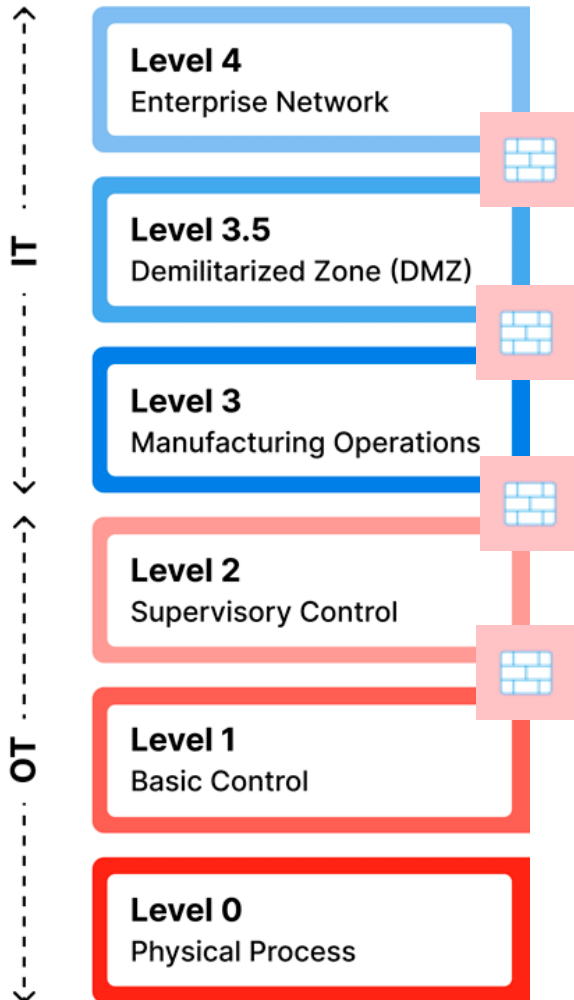 Level 4
Enterprise Network
Level 3.5
Demilitarized Zone (DMZ)
IT
Level 3
Manufacturing Operations
Level 2
Supervisory Control
Level 1
Basic Control
OT
Level 0
Physical Process